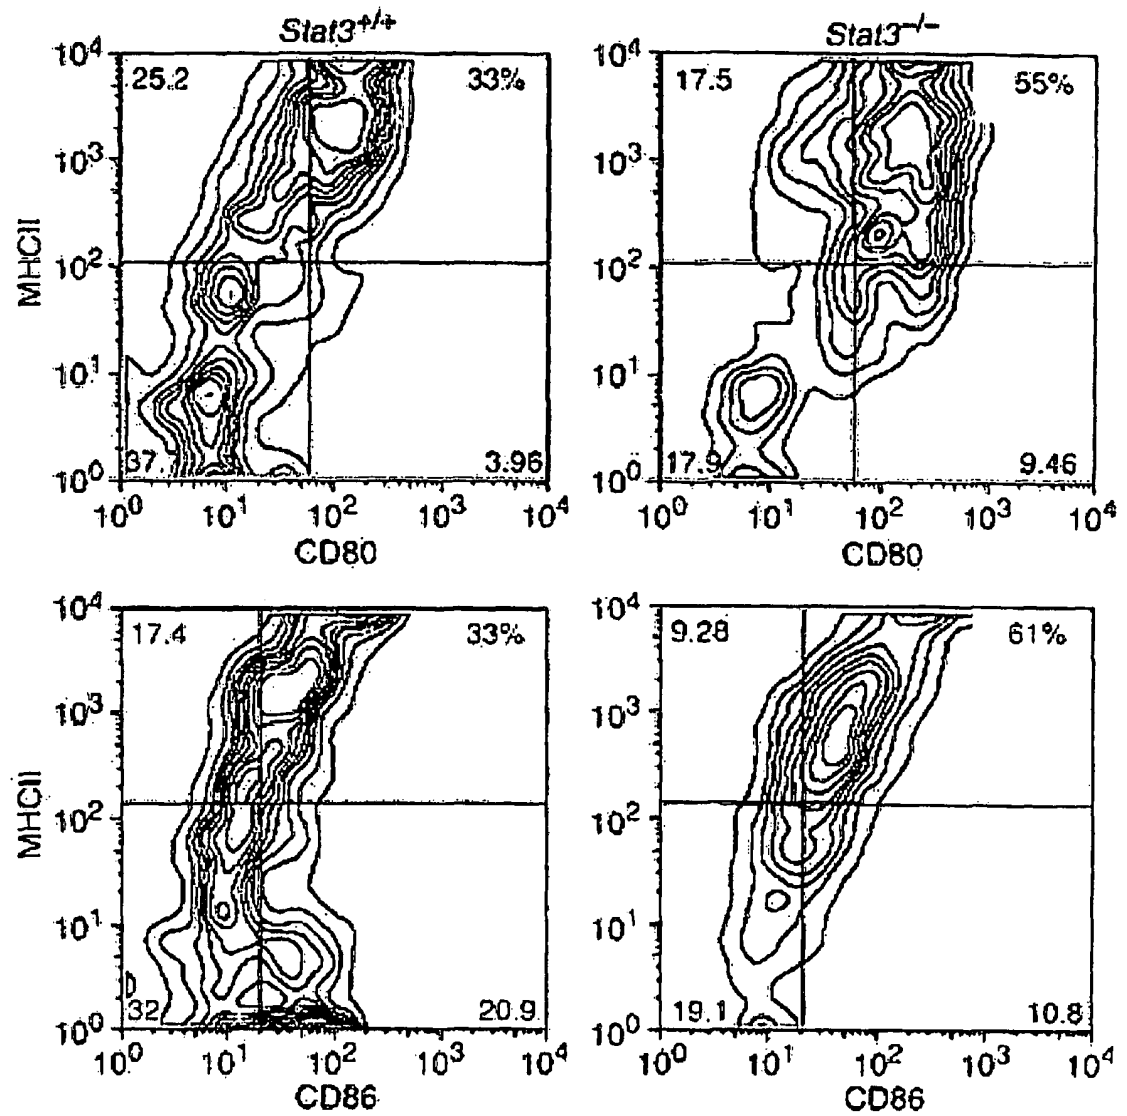 Stat3+/+ Stat3−/−
10⁴ 25.2 33% 10⁴ 17.5 55%
10³ 10³
MHCII 10² 10²
10¹ 10¹
10⁰ 37. 3.96 10⁰ 17.9 9.46
10⁰ 10¹ 10² 10³ 10⁴ 10⁰ 10¹ 10² 10³ 10⁴
CD80 CD80
10⁴ 17.4 33% 10⁴ 9.28 61%
10³ 10³
MHCII 10² 10²
10¹ 10¹
10⁰ 32 20.9 10⁰ 19.1 10.8
10⁰ 10¹ 10² 10³ 10⁴ 10⁰ 10¹ 10² 10³ 10⁴
CD86 CD86